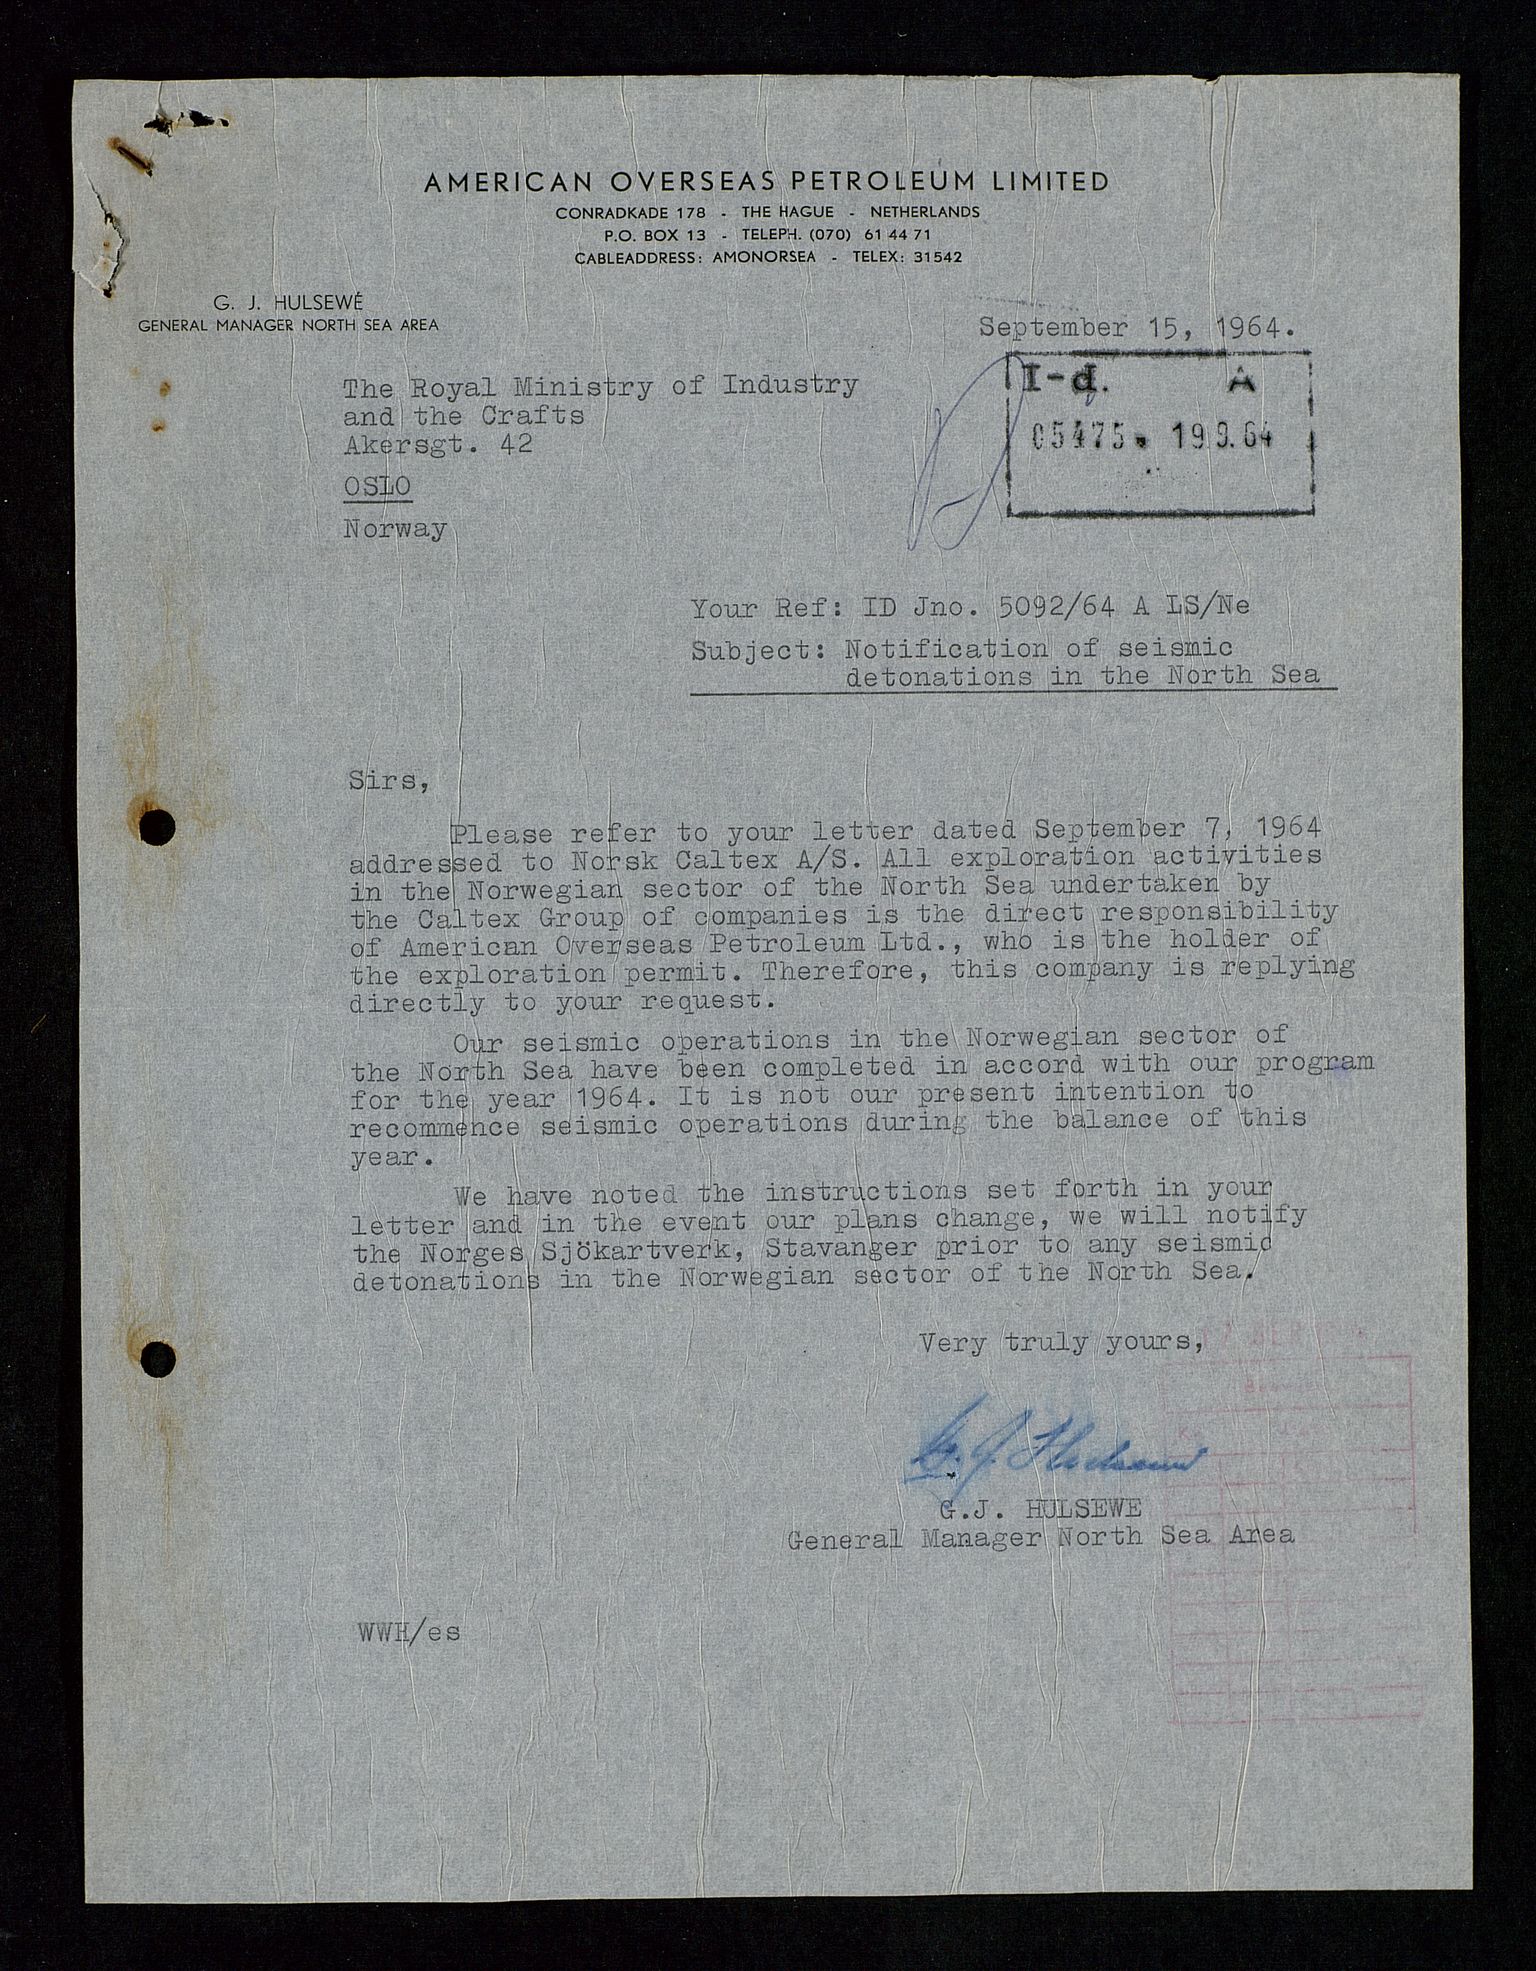 AMERICAN OVERSEAS PETROLEUM LIMITED
CONRADKADE 178 - THE HAGUE - NETHERLANDS
P.O. BOX 13 - TELEPH. (070) 61 44 71
CABLEADDRESS: AMONORSEA - TELEX: 31542
G. J. HULSEWÉ
GENERAL MANAGER NORTH SEA AREA
September 15, 1964.
I-d. A
05475. 19 9. 64
The Royal Ministry of Industry
and the Crafts
Akersgt. 42
OSLO
Norway
Your Ref: ID Jno. 5092/64 A LS/Ne
Subject: Notification of seismic
detonations in the North Sea
Sirs,
Please refer to your letter dated September 7, 1964
addressed to Norsk Caltex A/S. All exploration activities
in the Norwegian sector of the North Sea undertaken by
the Caltex Group of companies is the direct responsibility
of American Overseas Petroleum Ltd., who is the holder of
the exploration permit. Therefore, this company is replying
directly to your request.
Our seismic operations in the Norwegian sector of
the North Sea have been completed in accord with our program
for the year 1964. It is not our present intention to
recommence seismic operations during the balance of this
year.
We have noted the instructions set forth in your
letter and in the event our plans change, we will notify
the Norges Sjökartverk, Stavanger prior to any seismic
detonations in the Norwegian sector of the North Sea.
Very truly yours,
G.J. HULSEWE
General Manager North Sea Area
WWH/es